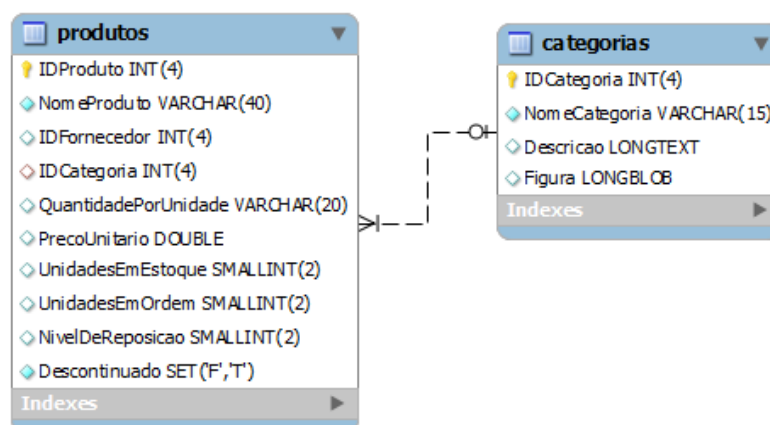 produtos
IDProduto INT(4)
NomeProduto VARCHAR(40)
IDFornecedor INT(4)
IDCategoria INT(4)
QuantidadePorUnidade VARCHAR(20)
PrecoUnitario DOUBLE
UnidadesEmEstoque SMALLINT(2)
UnidadesEmOrdem SMALLINT(2)
NivelDeReposicao SMALLINT(2)
Descontinuado SET('F','T')
Indexes
categorias
IDCategoria INT(4)
NomeCategoria VARCHAR(15)
Descricao LONGTEXT
Figura LONGBLOB
Indexes